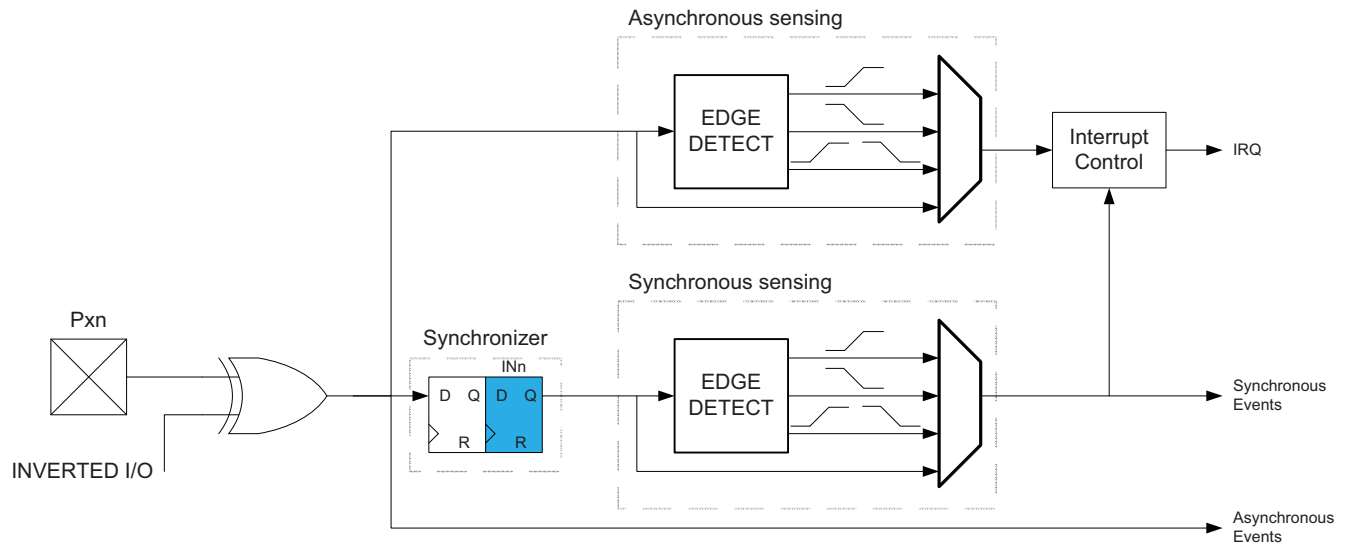 Asynchronous sensing
EDGE
DETECT
Interrupt
Control
IRQ
Synchronous sensing
Pxn
Synchronizer
INn
D Q D Q
R R
EDGE
DETECT
Synchronous
Events
INVERTED I/O
Asynchronous
Events